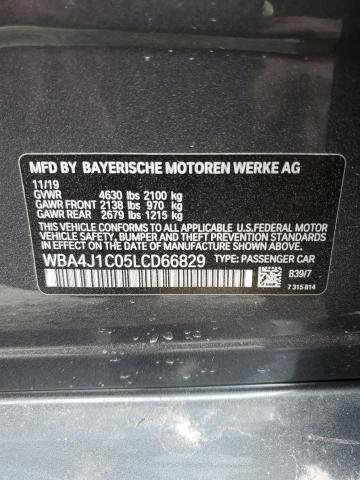 MFD BY BAYERISCHE MOTOREN WERKE AG
11/19
GVWR 4630 lbs 2100 kg
GAWR FRONT 2138 lbs 970 kg
GAWR REAR 2679 lbs 1215 kg
THIS VEHICLE CONFORMS TO ALL APPLICABLE U.S. FEDERAL MOTOR
VEHICLE SAFETY, BUMPER AND THEFT PREVENTION STANDARDS IN
EFFECT ON THE DATE OF MANUFACTURE SHOWN ABOVE.
WBA4J1C05LCD66829 TYPE: PASSENGER CAR
B39/7
7 315 814